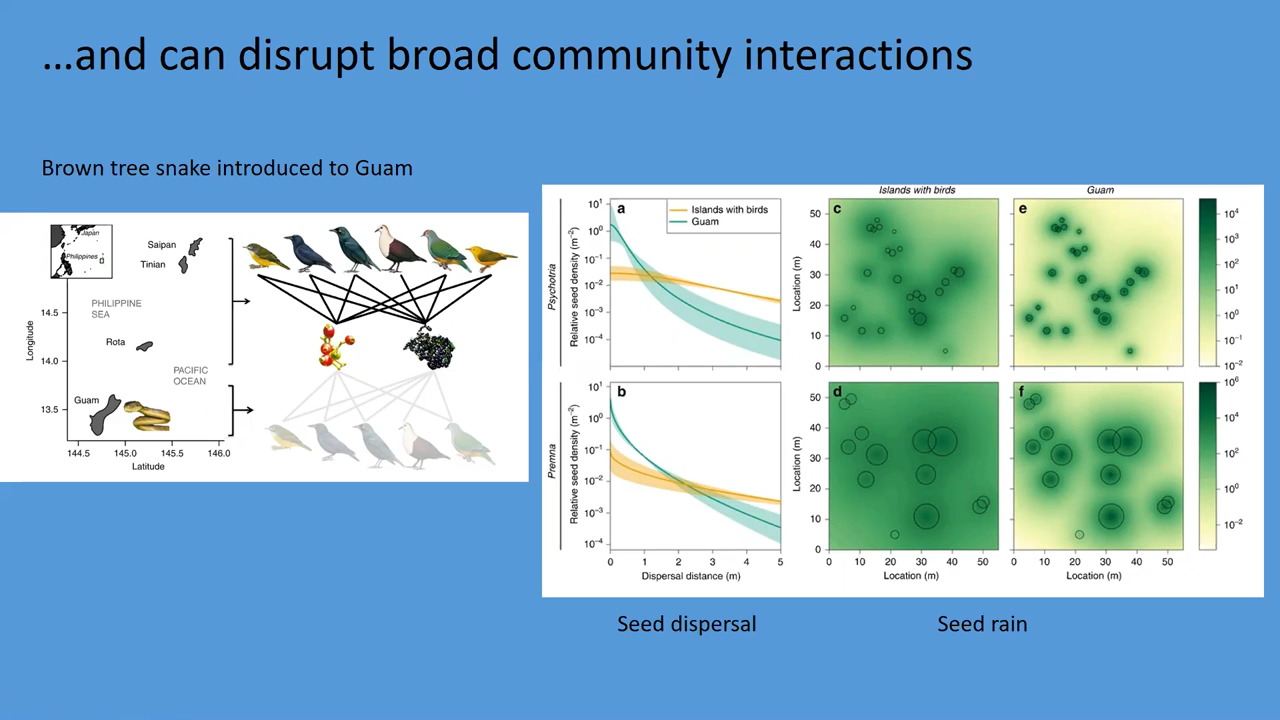 ...and can disrupt broad community interactions
Brown tree snake introduced to Guam
Japan
Philippines
Saipan
Tinian
PHILIPPINE
SEA
14.5
Rota
14.0
PACIFIC
OCEAN
Guam
13.5
Longitude
144.5 145.0 145.5 146.0
Latitude
Islands with birds Guam
a
Islands with birds
Guam
10¹
10⁰
10⁻¹
10⁻²
10⁻³
10⁻⁴
Psychotria
Relative seed density (m⁻²)
c
50
40
30
20
10
0
Location (m)
e
10⁴
10³
10²
10¹
10⁰
10⁻¹
10⁻²
b
10¹
10⁰
10⁻¹
10⁻²
10⁻³
10⁻⁴
Premna
Relative seed density (m⁻²)
0 1 2 3 4 5
Dispersal distance (m)
d
50
40
30
20
10
0
Location (m)
0 10 20 30 40 50
Location (m)
f
0 10 20 30 40 50
Location (m)
10⁶
10⁴
10²
10⁰
10⁻²
Seed dispersal
Seed rain